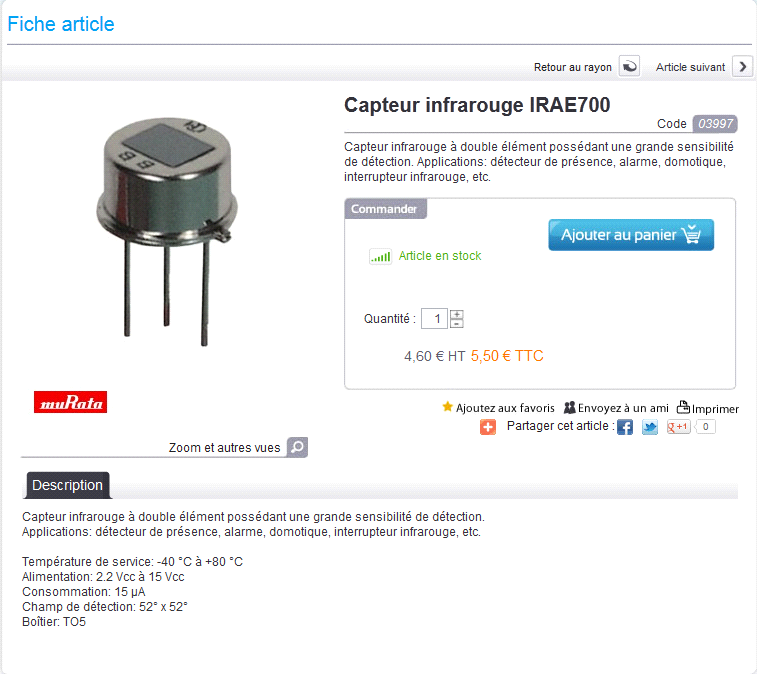 Fiche article
Retour au rayon
Article suivant
Capteur infrarouge IRAE700
Code 03997
Capteur infrarouge à double élément possédant une grande sensibilité
de détection. Applications: détecteur de présence, alarme, domotique,
interrupteur infrarouge, etc.
Commander
Ajouter au panier
Article en stock
Quantité : 1
4,60 € HT 5,50 € TTC
muRata
Ajoutez aux favoris Envoyez à un ami Imprimer
Partager cet article : +1 0
Zoom et autres vues
Description
Capteur infrarouge à double élément possédant une grande sensibilité de détection.
Applications: détecteur de présence, alarme, domotique, interrupteur infrarouge, etc.
Température de service: -40 °C à +80 °C
Alimentation: 2.2 Vcc à 15 Vcc
Consommation: 15 µA
Champ de détection: 52° x 52°
Boîtier: TO5